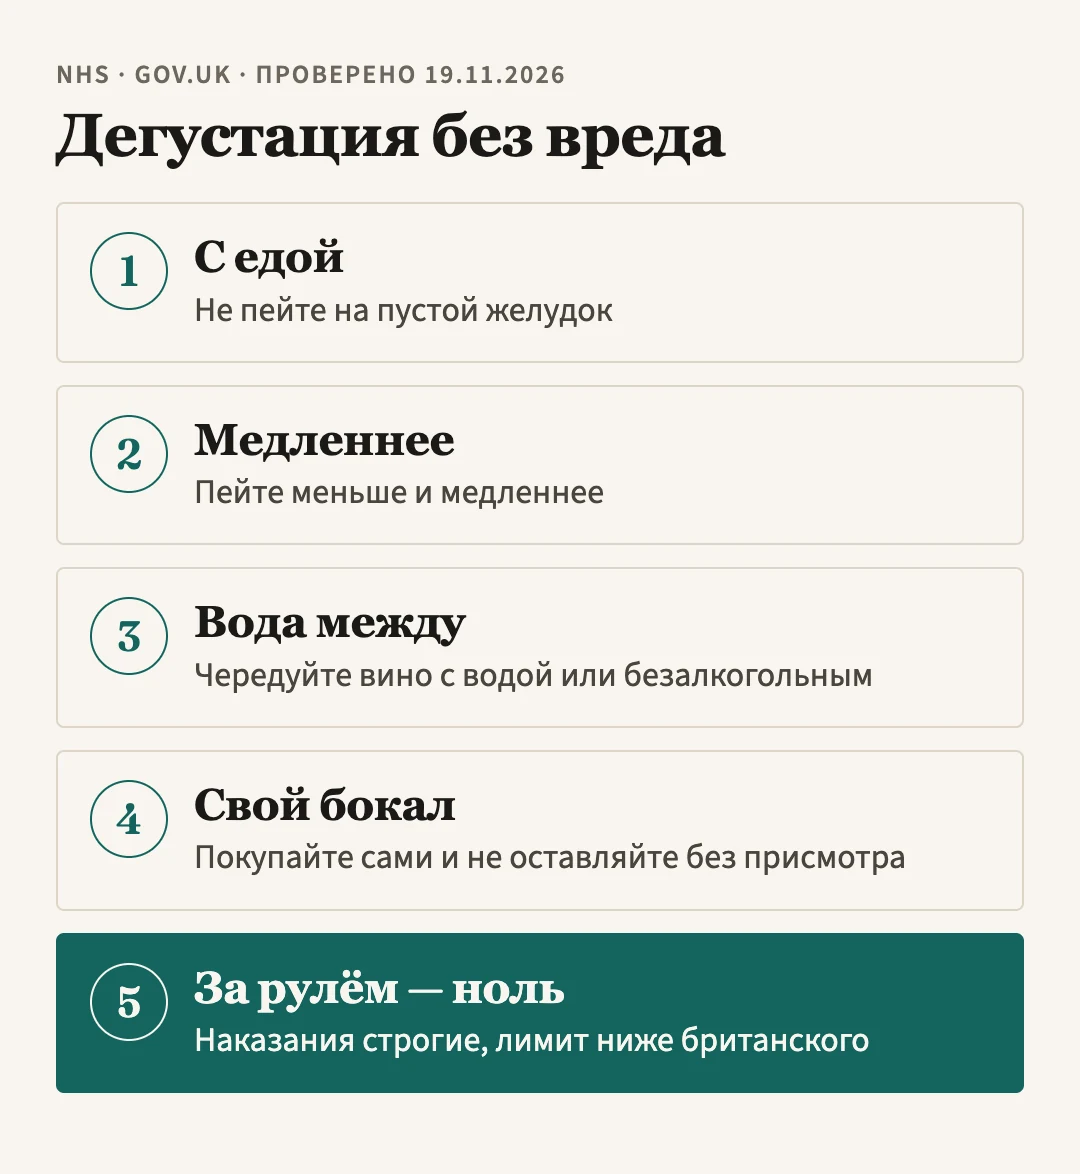 NHS · GOV.UK · ПРОВЕРЕНО 19.11.2026
Дегустация без вреда
1
С едой
Не пейте на пустой желудок
2
Медленнее
Пейте меньше и медленнее
3
Вода между
Чередуйте вино с водой или безалкогольным
4
Свой бокал
Покупайте сами и не оставляйте без присмотра
5
За рулём — ноль
Наказания строгие, лимит ниже британского